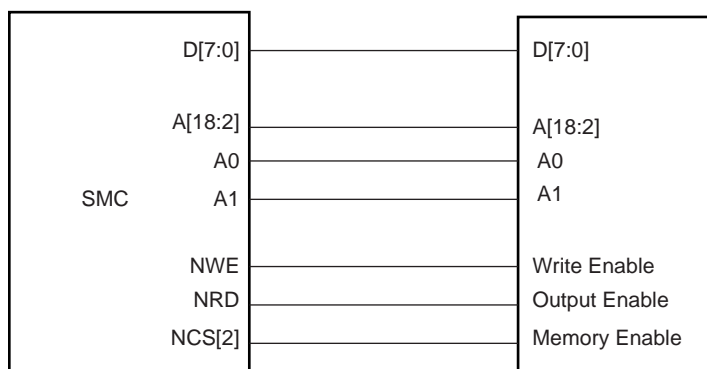 D[7:0] D[7:0]
A[18:2] A[18:2]
A0 A0
SMC A1 A1
NWE Write Enable
NRD Output Enable
NCS[2] Memory Enable